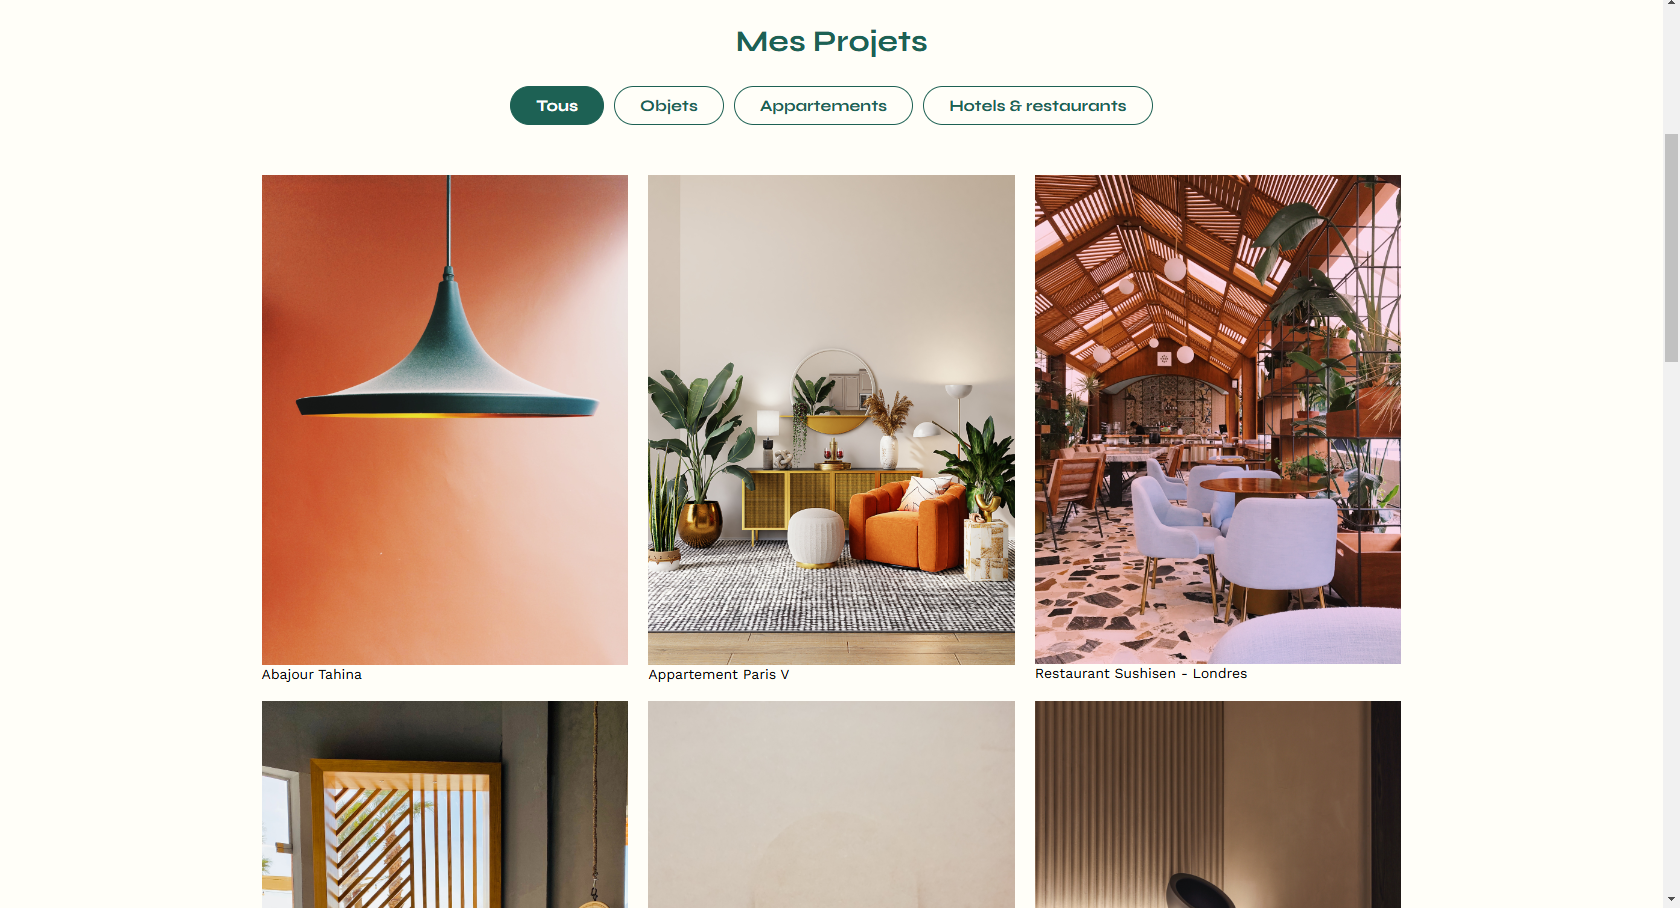 Mes Projets
Tous
Objets
Appartements
Hotels & restaurants
Abajour Tahina
Appartement Paris V
Restaurant Sushisen - Londres